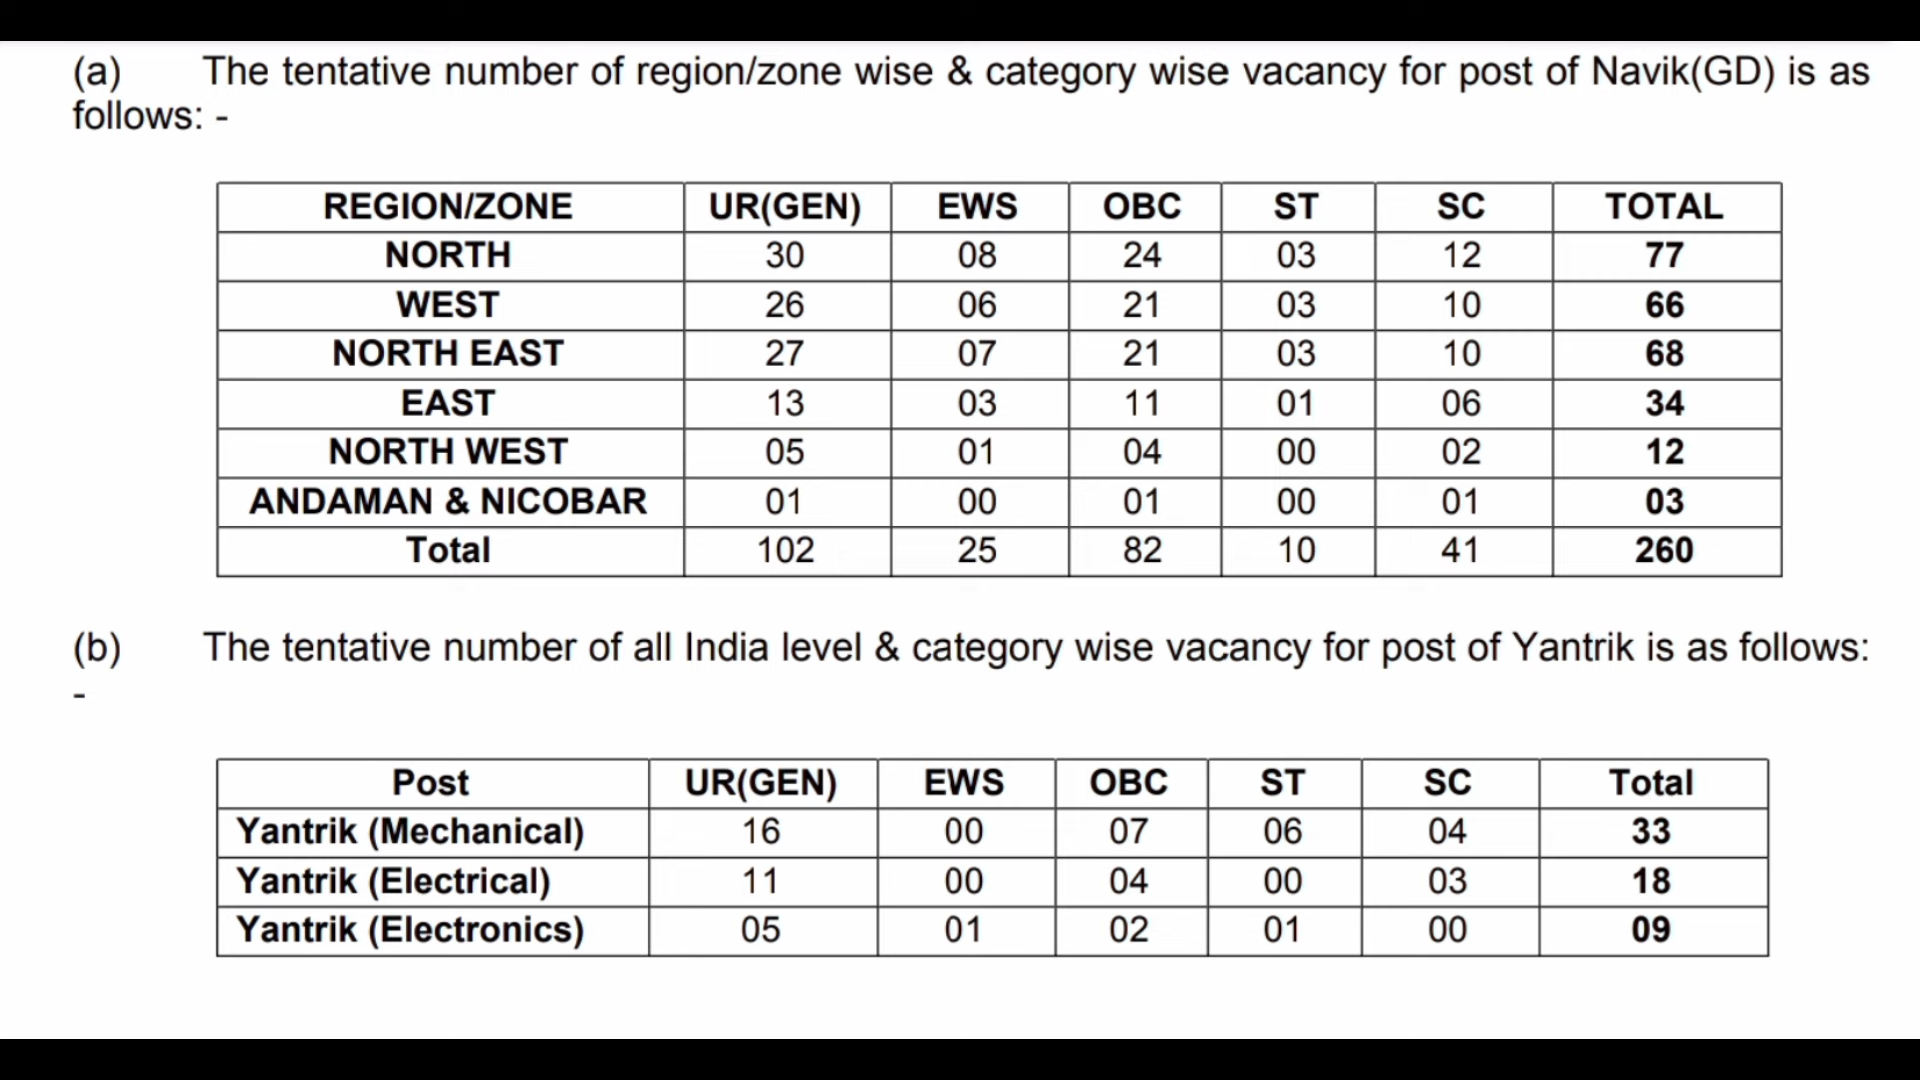 (a) The tentative number of region/zone wise & category wise vacancy for post of Navik(GD) is as
follows: -
REGION/ZONE UR(GEN) EWS OBC ST SC TOTAL
NORTH 30 08 24 03 12 77
WEST 26 06 21 03 10 66
NORTH EAST 27 07 21 03 10 68
EAST 13 03 11 01 06 34
NORTH WEST 05 01 04 00 02 12
ANDAMAN & NICOBAR 01 00 01 00 01 03
Total 102 25 82 10 41 260
(b) The tentative number of all India level & category wise vacancy for post of Yantrik is as follows:
-
Post UR(GEN) EWS OBC ST SC Total
Yantrik (Mechanical) 16 00 07 06 04 33
Yantrik (Electrical) 11 00 04 00 03 18
Yantrik (Electronics) 05 01 02 01 00 09